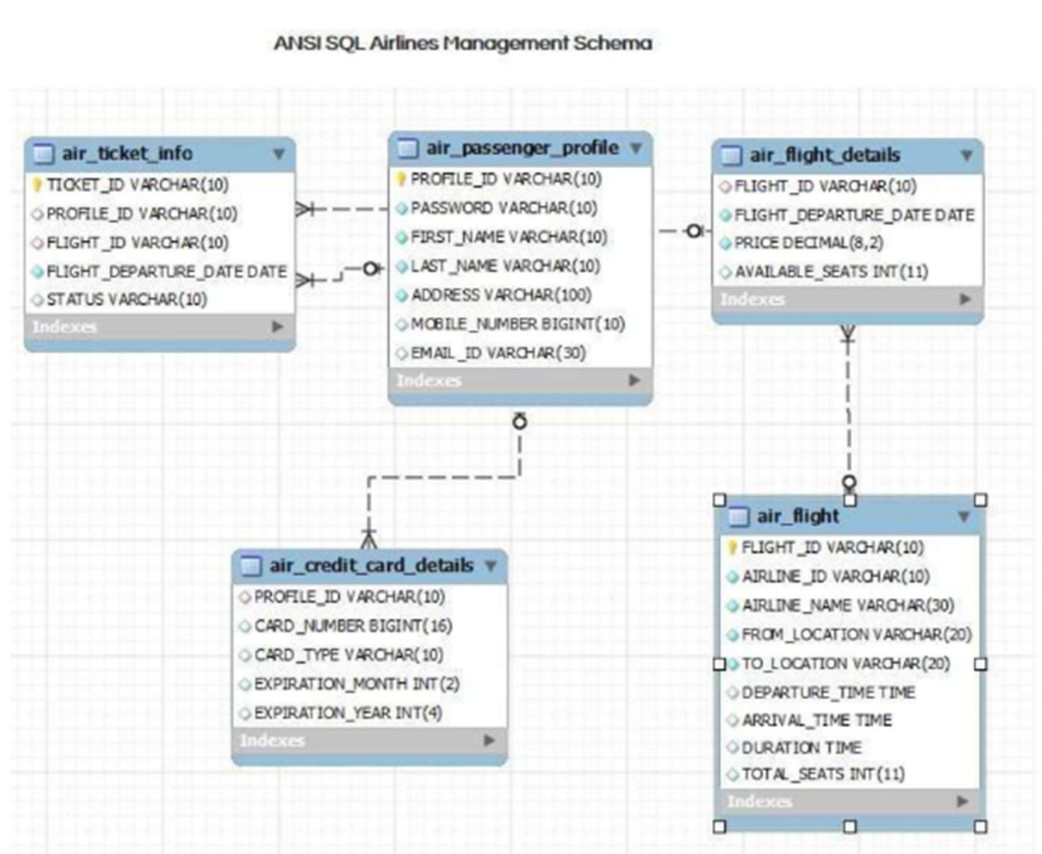 ANSI SQL Airlines Management Schema
air_ticket_info
TICKET_ID VARCHAR(10)
PROFILE_ID VARCHAR(10)
FLIGHT_ID VARCHAR(10)
FLIGHT_DEPARTURE_DATE DATE
STATUS VARCHAR(10)
Indexes
air_passenger_profile
PROFILE_ID VARCHAR(10)
PASSWORD VARCHAR(10)
FIRST_NAME VARCHAR(10)
LAST_NAME VARCHAR(10)
ADDRESS VARCHAR(100)
MOBILE_NUMBER BIGINT(10)
EMAIL_ID VARCHAR(30)
Indexes
air_flight_details
FLIGHT_ID VARCHAR(10)
FLIGHT_DEPARTURE_DATE DATE
PRICE DECIMAL(8,2)
AVAILABLE_SEATS INT(11)
Indexes
air_credit_card_details
PROFILE_ID VARCHAR(10)
CARD_NUMBER BIGINT(16)
CARD_TYPE VARCHAR(10)
EXPIRATION_MONTH INT(2)
EXPIRATION_YEAR INT(4)
Indexes
air_flight
FLIGHT_ID VARCHAR(10)
AIRLINE_ID VARCHAR(10)
AIRLINE_NAME VARCHAR(30)
FROM_LOCATION VARCHAR(20)
TO_LOCATION VARCHAR(20)
DEPARTURE_TIME TIME
ARRIVAL_TIME TIME
DURATION TIME
TOTAL_SEATS INT(11)
Indexes